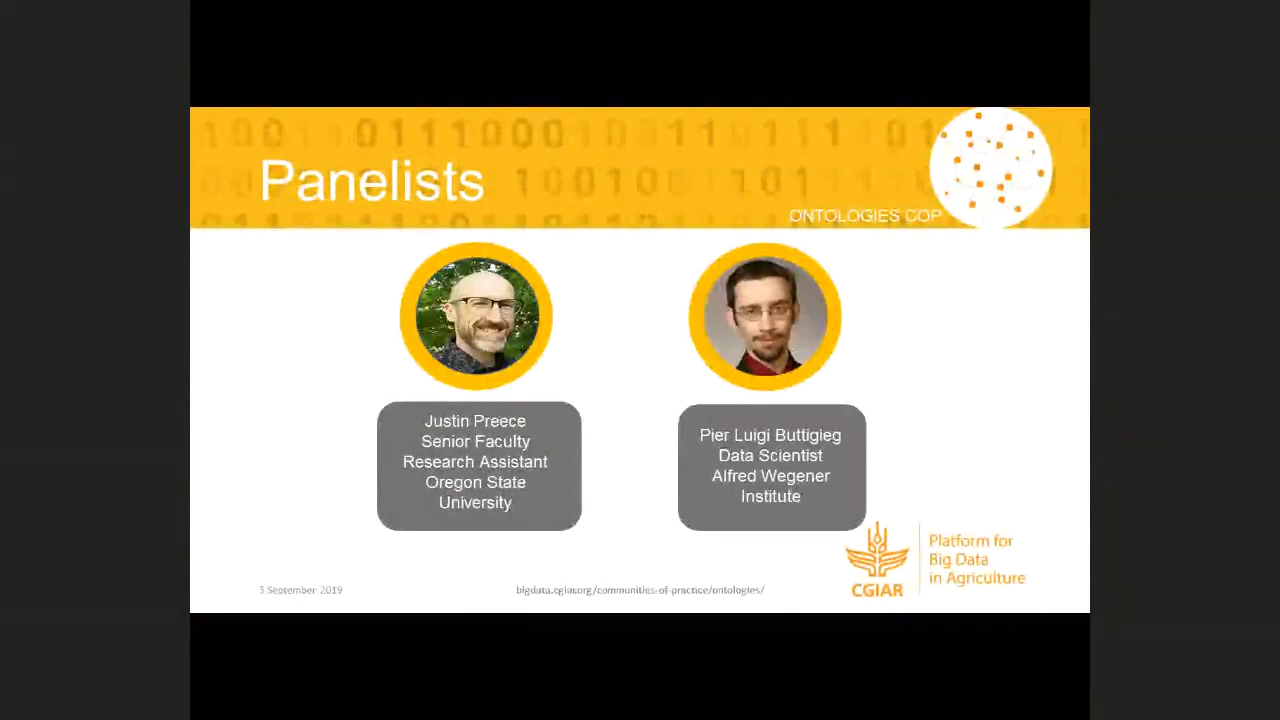 Panelists
ONTOLOGIES COP
Justin Preece
Senior Faculty
Research Assistant
Oregon State
University
Pier Luigi Buttigieg
Data Scientist
Alfred Wegener
Institute
3 September 2019
bigdata.cgiar.org/communities-of-practice/ontologies/
CGIAR
Platform for
Big Data
in Agriculture